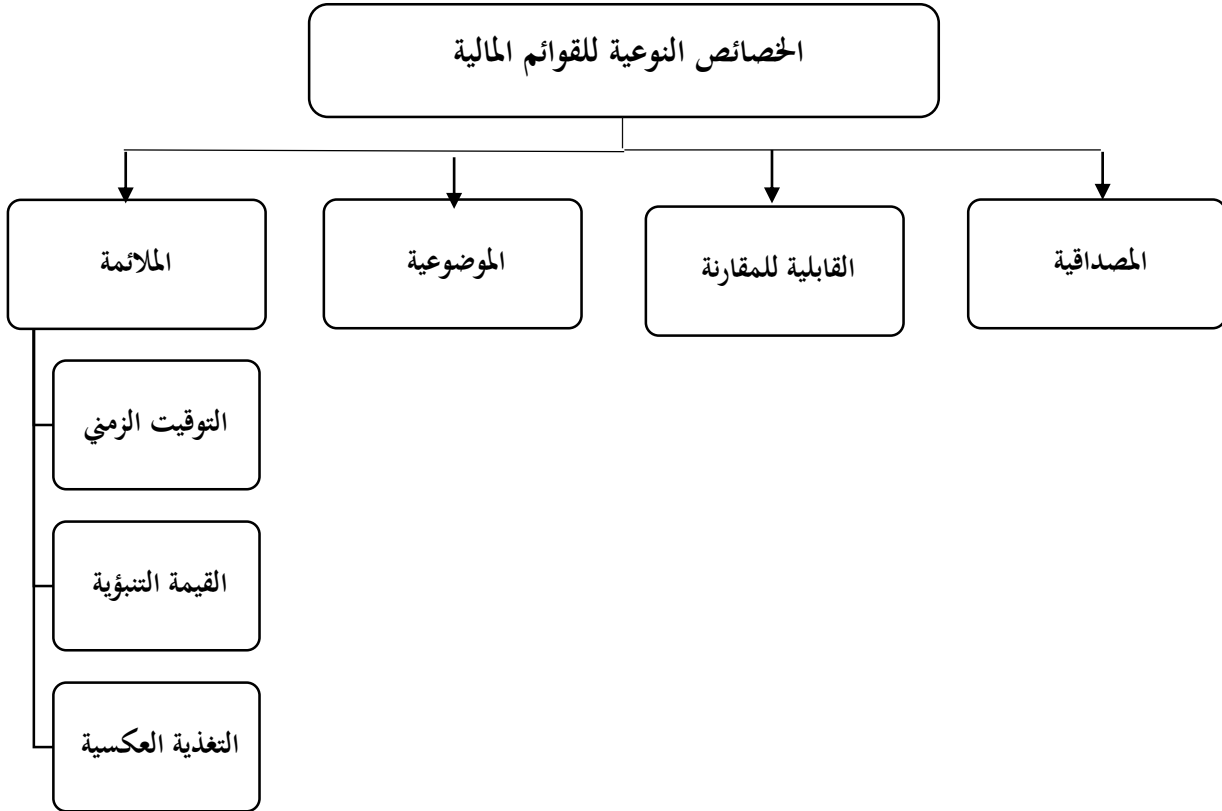 الخصائص النوعية للقوائم المالية
المصداقية
القابلية للمقارنة
الموضوعية
الملائمة
التوقيت الزمني
القيمة التنبؤية
التغذية العكسية